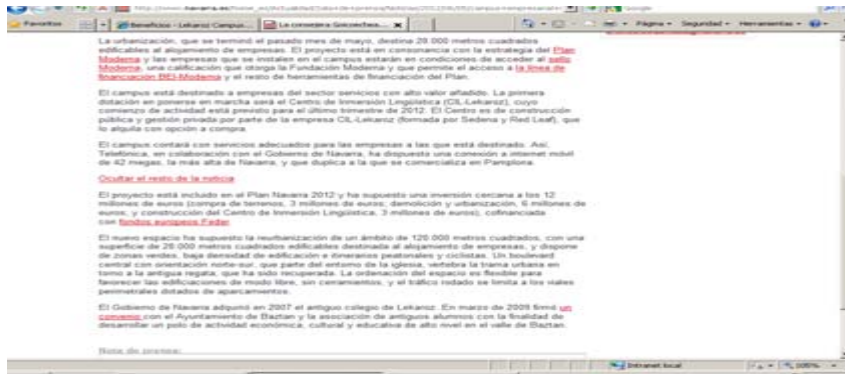 Favoritos
Beneficios - Lekaroz Campus...
La consejera Goicoechea...
Página Seguridad Herramientas
La urbanización, que se terminó el pasado mes de mayo, destina 28.000 metros cuadrados
edificables al alojamiento de empresas. El proyecto está en consonancia con la estrategia del Plan
Moderna y las empresas que se instalen en el campus estarán en condiciones de acceder al sello
Moderna, una calificación que otorga la Fundación Moderna y que permite el acceso a la línea de
financiación BEI-Moderna y el resto de herramientas de financiación del Plan.
El campus está destinado a empresas del sector servicios con alto valor añadido. La primera
dotación en ponerse en marcha será el Centro de Inmersión Lingüística (CIL-Lekaroz), cuyo
comienzo de actividad está previsto para el último trimestre de 2012. El Centro es de construcción
pública y gestión privada por parte de la empresa CIL-Lekaroz (formada por Sedena y Red Leaf), que
lo alquila con opción a compra.
El campus contará con servicios adecuados para las empresas a las que está destinado. Así,
Telefónica, en colaboración con el Gobierno de Navarra, ha dispuesto una conexión a internet móvil
de 42 megas, la más alta de Navarra, y que duplica a la que se comercializa en Pamplona.
Ocultar el resto de la noticia
El proyecto está incluido en el Plan Navarra 2012 y ha supuesto una inversión cercana a los 12
millones de euros (compra de terrenos, 3 millones de euros; demolición y urbanización, 6 millones de
euros; y construcción del Centro de Inmersión Lingüística, 3 millones de euros), cofinanciada
con fondos europeos Feder.
El nuevo espacio ha supuesto la reurbanización de un ámbito de 120.000 metros cuadrados, con una
superficie de 28.000 metros cuadrados edificables destinada al alojamiento de empresas, y dispone
de zonas verdes, baja densidad de edificación e itinerarios peatonales y ciclistas. Un boulevard
central con orientación norte-sur, que parte del entorno de la iglesia, vertebra la trama urbana en
torno a la antigua regata, que ha sido recuperada. La ordenación del espacio es flexible para
favorecer las edificaciones de modo libre, sin cerramientos, y el tráfico rodado se limita a los viales
perimetrales dotados de aparcamientos.
El Gobierno de Navarra adquirió en 2007 el antiguo colegio de Lekaroz. En marzo de 2009 firmó un
convenio con el Ayuntamiento de Baztan y la asociación de antiguos alumnos con la finalidad de
desarrollar un polo de actividad económica, cultural y educativa de alto nivel en el valle de Baztan.
Nota de prensa:
Intranet local